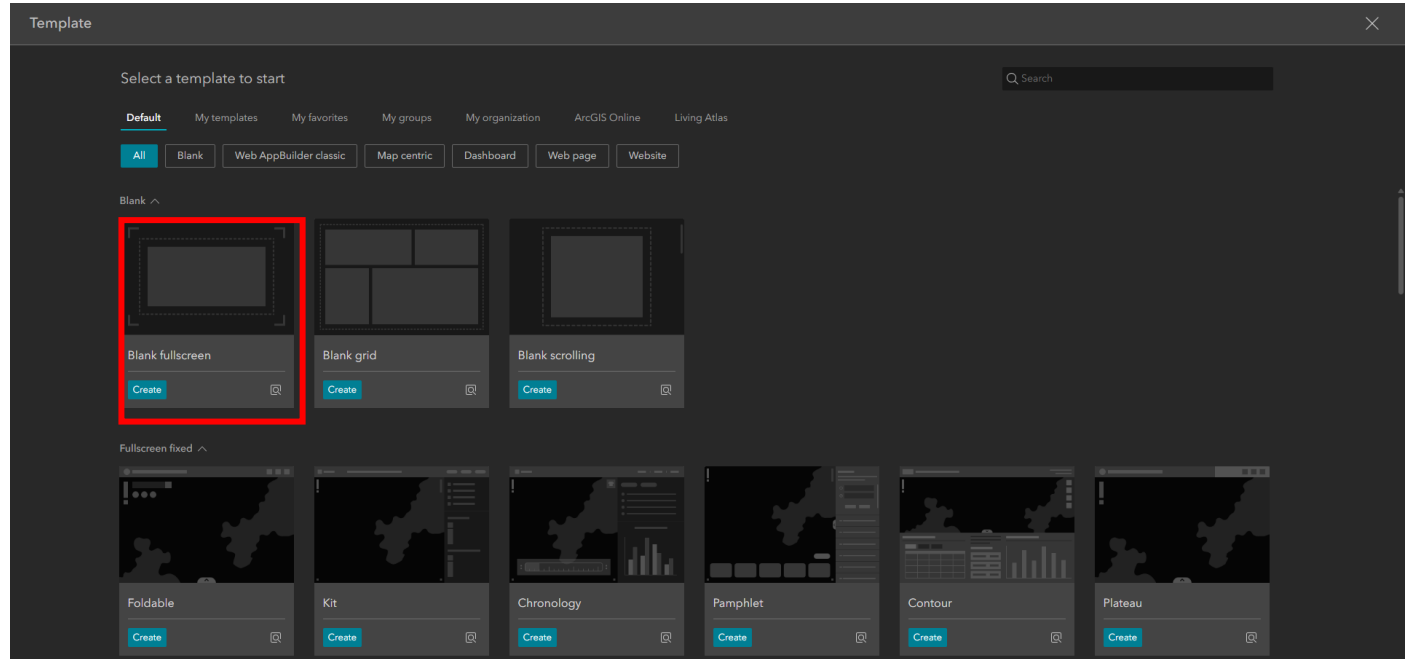 Template
Select a template to start
Search
Default My templates My favorites My groups My organization ArcGIS Online Living Atlas
All Blank Web AppBuilder classic Map centric Dashboard Web page Website
Blank
Blank fullscreen Blank grid Blank scrolling
Create Create Create
Fullscreen fixed
Foldable Kit Chronology Pamphlet Contour Plateau
Create Create Create Create Create Create